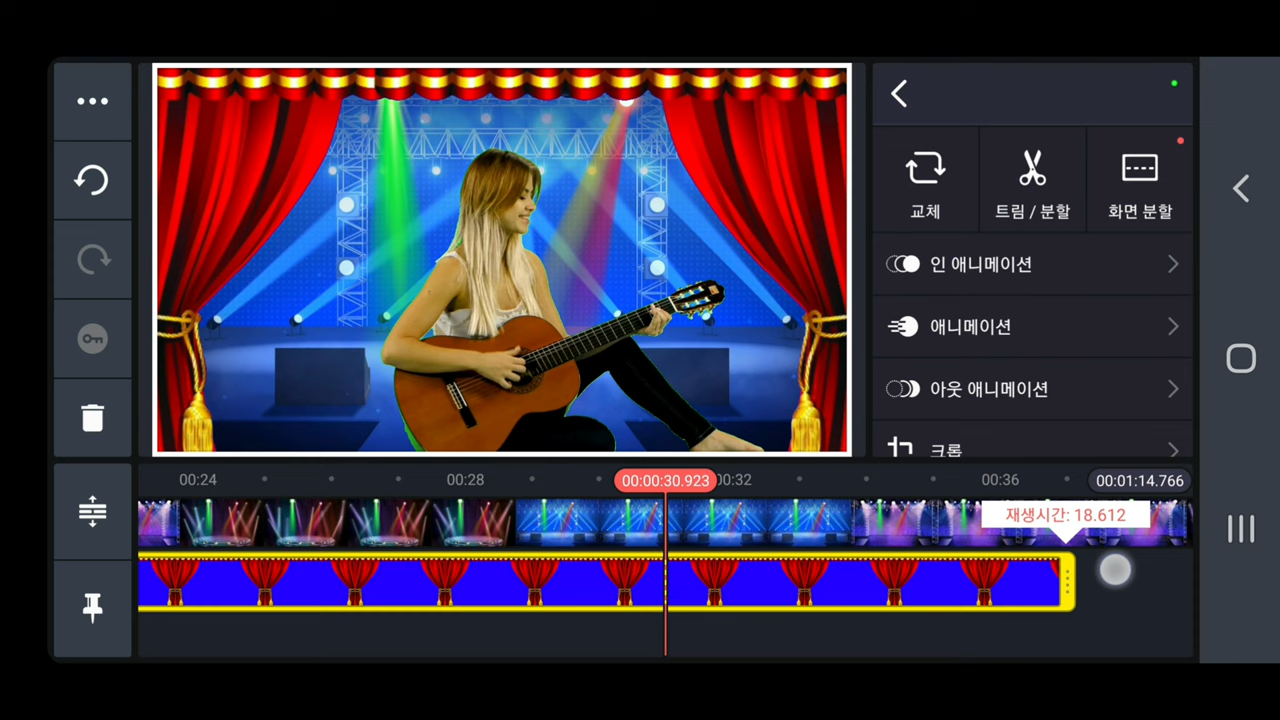 교체
트림 / 분할
화면 분할
인 애니메이션
애니메이션
아웃 애니메이션
크롭
00:24
00:28
00:00:30.923
00:32
00:36
00:01:14.766
재생시간: 18.612